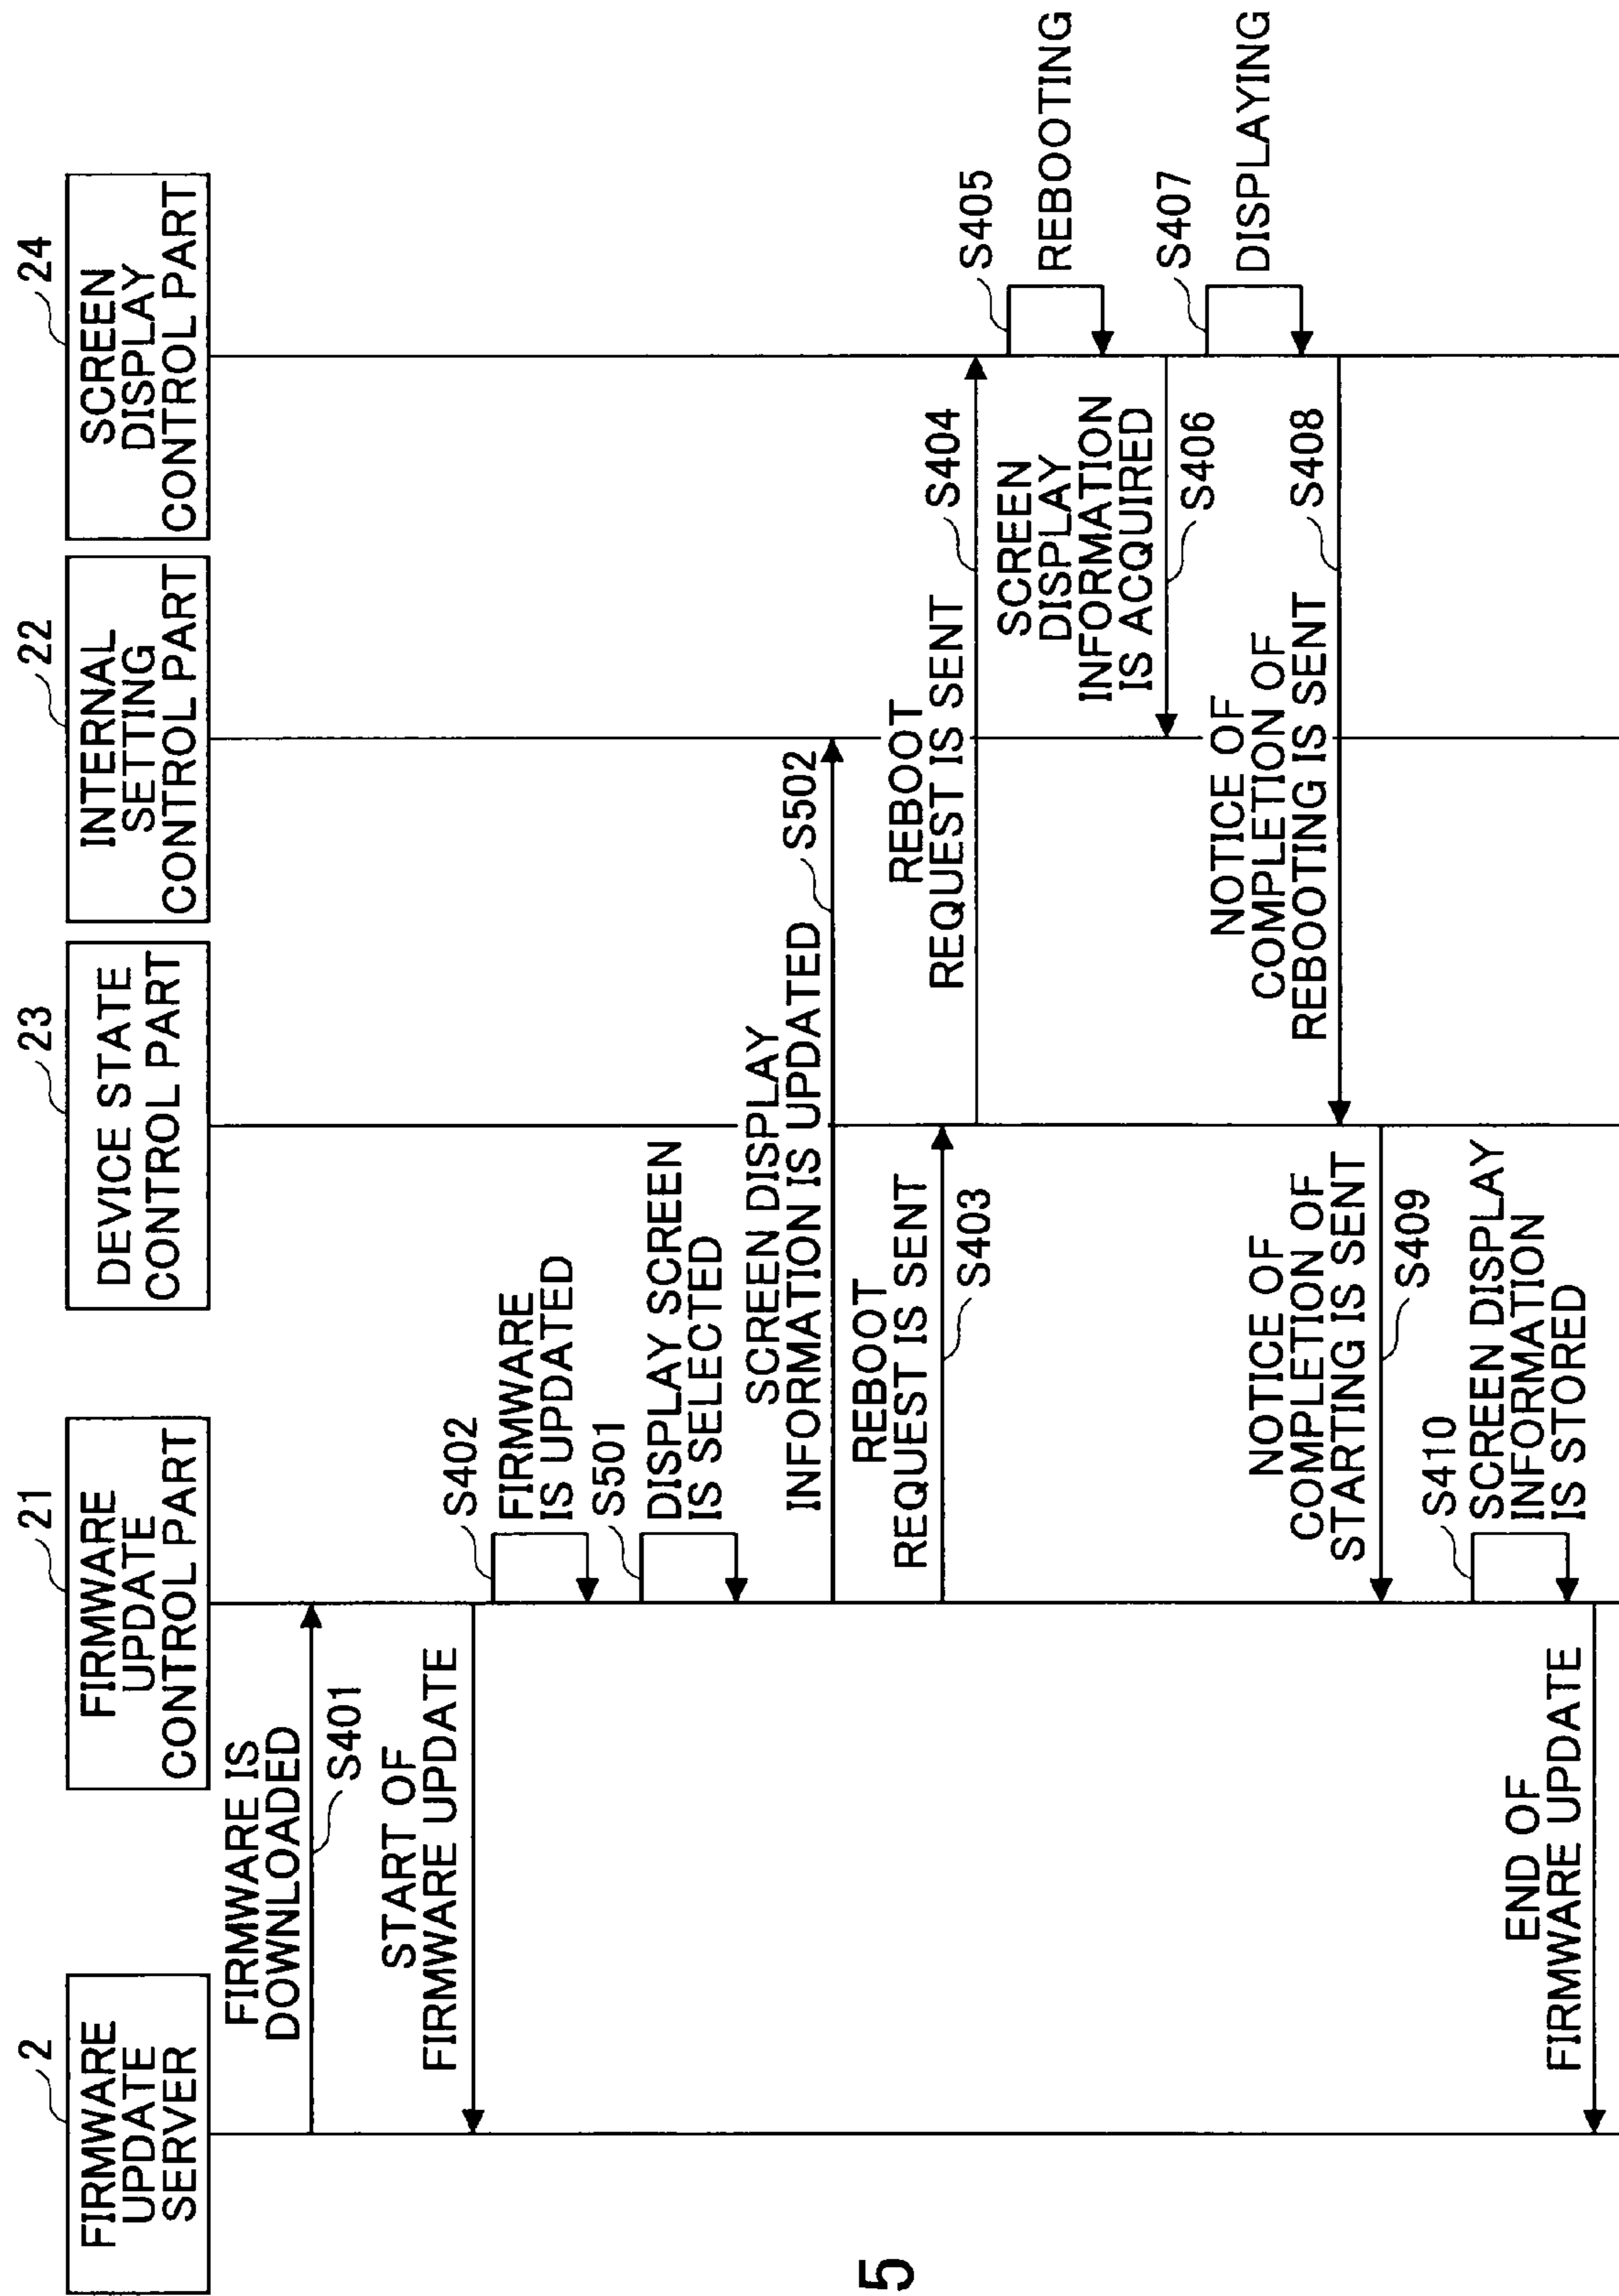 2
FIRMWARE
UPDATE
SERVER
21
FIRMWARE
UPDATE
CONTROL PART
23
DEVICE STATE
CONTROL PART
22
INTERNAL
SETTING
CONTROL PART
24
SCREEN
DISPLAY
CONTROL PART
FIRMWARE IS
DOWNLOADED
S401
START OF
FIRMWARE UPDATE
S402
FIRMWARE
IS UPDATED
S501
DISPLAY SCREEN
IS SELECTED
SCREEN DISPLAY
INFORMATION IS UPDATED
S502
REBOOT
REQUEST IS SENT
S403
REBOOT
REQUEST IS SENT
S404
S405
REBOOTING
SCREEN
DISPLAY
INFORMATION
IS ACQUIRED
S406
S407
DISPLAYING
NOTICE OF
COMPLETION OF
REBOOTING IS SENT
S408
NOTICE OF
COMPLETION OF
STARTING IS SENT
S409
S410
SCREEN DISPLAY
INFORMATION
IS STORED
END OF
FIRMWARE UPDATE
5